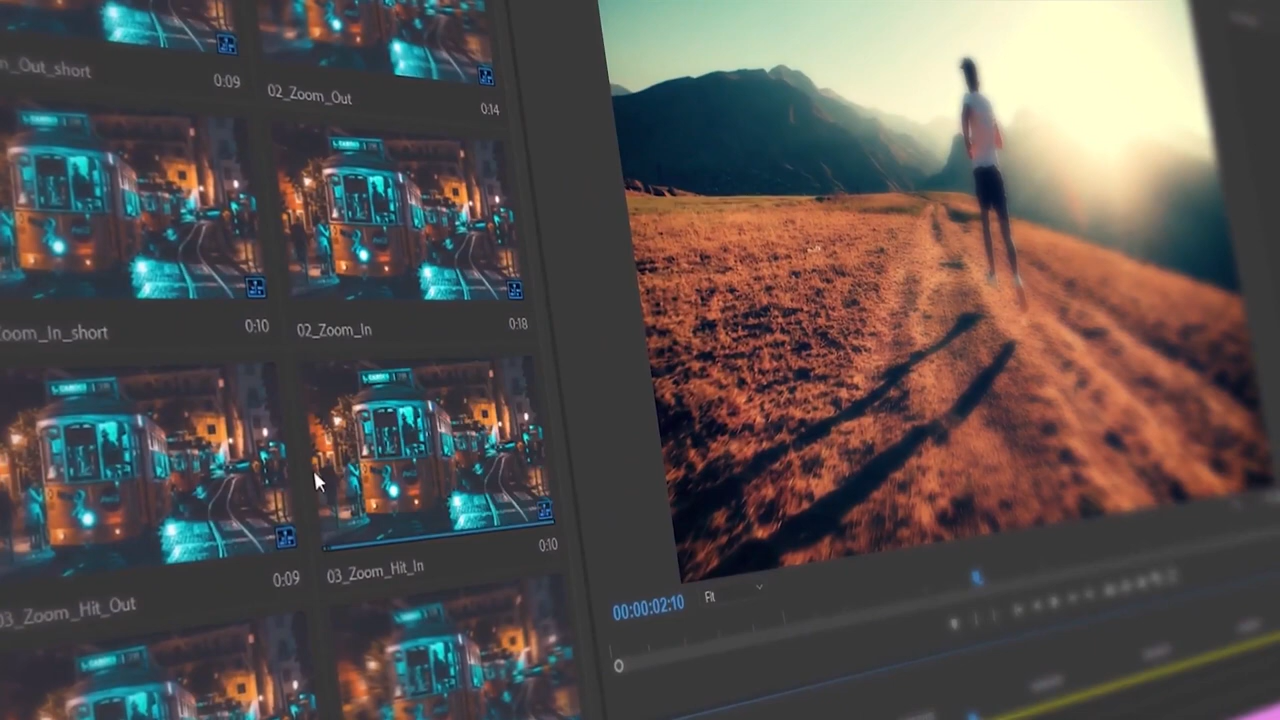 n_Out_short
0:09
02_Zoom_Out
0:14
oom_In_short
0:10
02_Zoom_In
0:18
03_Zoom_Hit_Out
0:09
03_Zoom_Hit_In
0:10
00:00:02:10
Fit